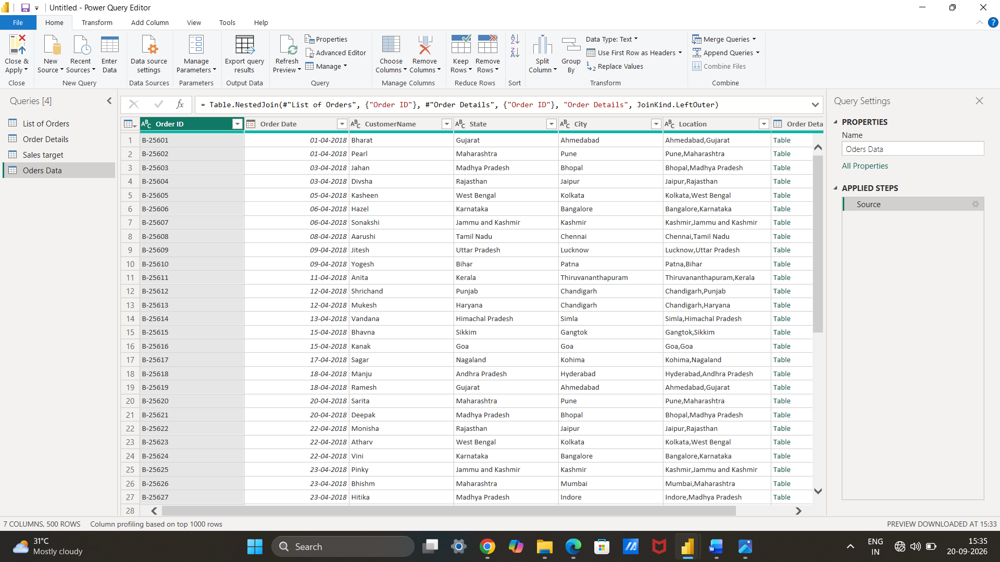 Untitled - Power Query Editor
File Home Transform Add Column View Tools Help
Close & Apply
New Source
Recent Sources
Enter Data
Data source settings
Manage Parameters
Export query results
Refresh Preview
Properties
Advanced Editor
Manage
Choose Columns
Remove Columns
Keep Rows
Remove Rows
Split Column
Group By
Data Type: Text
Use First Row as Headers
Replace Values
Merge Queries
Append Queries
Combine Files
Close New Query Data Sources Parameters Output Data Query Manage Columns Reduce Rows Sort Transform Combine
Queries [4]
List of Orders
Order Details
Sales target
Oders Data
fx = Table.NestedJoin(#"List of Orders", {"Order ID"}, #"Order Details", {"Order ID"}, "Order Details", JoinKind.LeftOuter)
Order ID Order Date CustomerName State City Location Order Deta
1 B-25601 01-04-2018 Bharat Gujarat Ahmedabad Ahmedabad,Gujarat Table
2 B-25602 01-04-2018 Pearl Maharashtra Pune Pune,Maharashtra Table
3 B-25603 03-04-2018 Jahan Madhya Pradesh Bhopal Bhopal,Madhya Pradesh Table
4 B-25604 03-04-2018 Divsha Rajasthan Jaipur Jaipur,Rajasthan Table
5 B-25605 05-04-2018 Kasheen West Bengal Kolkata Kolkata,West Bengal Table
6 B-25606 06-04-2018 Hazel Karnataka Bangalore Bangalore,Karnataka Table
7 B-25607 06-04-2018 Sonakshi Jammu and Kashmir Kashmir Kashmir,Jammu and Kashmir Table
8 B-25608 08-04-2018 Aarushi Tamil Nadu Chennai Chennai,Tamil Nadu Table
9 B-25609 09-04-2018 Jitesh Uttar Pradesh Lucknow Lucknow,Uttar Pradesh Table
10 B-25610 09-04-2018 Yogesh Bihar Patna Patna,Bihar Table
11 B-25611 11-04-2018 Anita Kerala Thiruvananthapuram Thiruvananthapuram,Kerala Table
12 B-25612 12-04-2018 Shrichand Punjab Chandigarh Chandigarh,Punjab Table
13 B-25613 12-04-2018 Mukesh Haryana Chandigarh Chandigarh,Haryana Table
14 B-25614 13-04-2018 Vandana Himachal Pradesh Simla Simla,Himachal Pradesh Table
15 B-25615 15-04-2018 Bhavna Sikkim Gangtok Gangtok,Sikkim Table
16 B-25616 15-04-2018 Kanak Goa Goa Goa,Goa Table
17 B-25617 17-04-2018 Sagar Nagaland Kohima Kohima,Nagaland Table
18 B-25618 18-04-2018 Manju Andhra Pradesh Hyderabad Hyderabad,Andhra Pradesh Table
19 B-25619 18-04-2018 Ramesh Gujarat Ahmedabad Ahmedabad,Gujarat Table
20 B-25620 20-04-2018 Sarita Maharashtra Pune Pune,Maharashtra Table
21 B-25621 20-04-2018 Deepak Madhya Pradesh Bhopal Bhopal,Madhya Pradesh Table
22 B-25622 22-04-2018 Monisha Rajasthan Jaipur Jaipur,Rajasthan Table
23 B-25623 22-04-2018 Atharv West Bengal Kolkata Kolkata,West Bengal Table
24 B-25624 22-04-2018 Vini Karnataka Bangalore Bangalore,Karnataka Table
25 B-25625 23-04-2018 Pinky Jammu and Kashmir Kashmir Kashmir,Jammu and Kashmir Table
26 B-25626 23-04-2018 Bhishm Maharashtra Mumbai Mumbai,Maharashtra Table
27 B-25627 23-04-2018 Hitika Madhya Pradesh Indore Indore,Madhya Pradesh Table
28
Query Settings
PROPERTIES
Name
Oders Data
All Properties
APPLIED STEPS
Source
7 COLUMNS, 500 ROWS Column profiling based on top 1000 rows PREVIEW DOWNLOADED AT 15:33
31°C
Mostly cloudy
Search
ENG
IN
15:35
20-09-2026